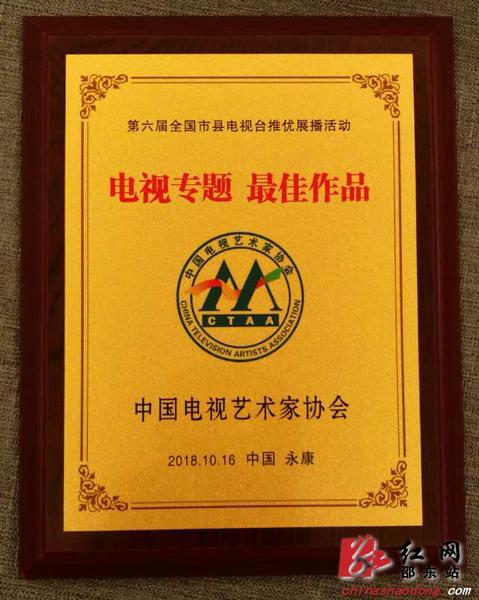 第六届全国市县电视台推优展播活动
电视专题 最佳作品
中国电视艺术家协会
CTAA
CHINA TELEVISION ARTISTS ASSOCIATION
中国电视艺术家协会
2018.10.16 中国 永康
红网
邵东站
chinashaodong.com